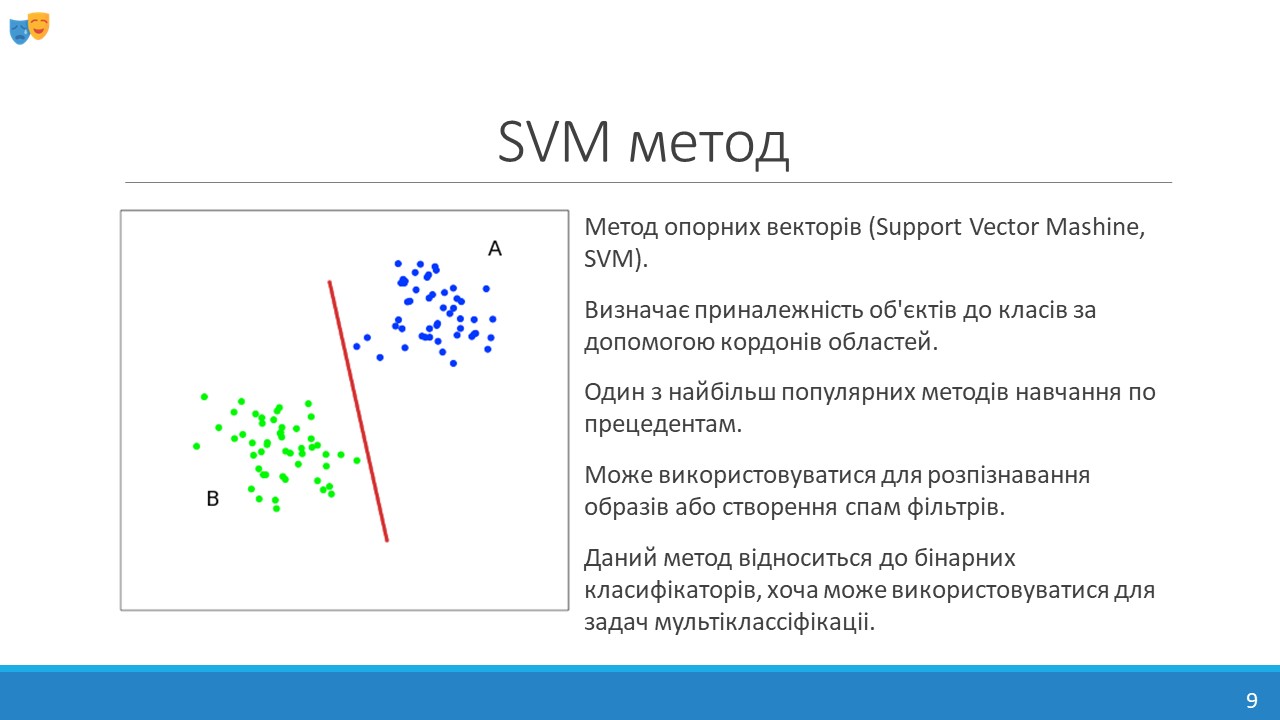 SVM метод
A
B
Метод опорних векторів (Support Vector Mashine,
SVM).
Визначає приналежність об'єктів до класів за
допомогою кордонів областей.
Один з найбільш популярних методів навчання по
прецедентам.
Може використовуватися для розпізнавання
образів або створення спам фільтрів.
Даний метод відноситься до бінарних
класифікаторів, хоча може використовуватися для
задач мультіклассіфікаціі.
9